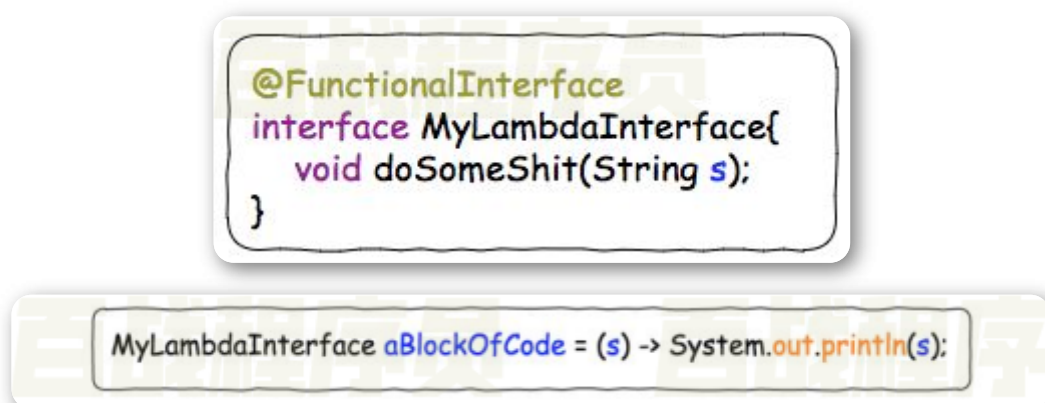 @FunctionalInterface
interface MyLambdaInterface{
void doSomeShit(String s);
}
MyLambdaInterface aBlockOfCode = (s) -> System.out.println(s);